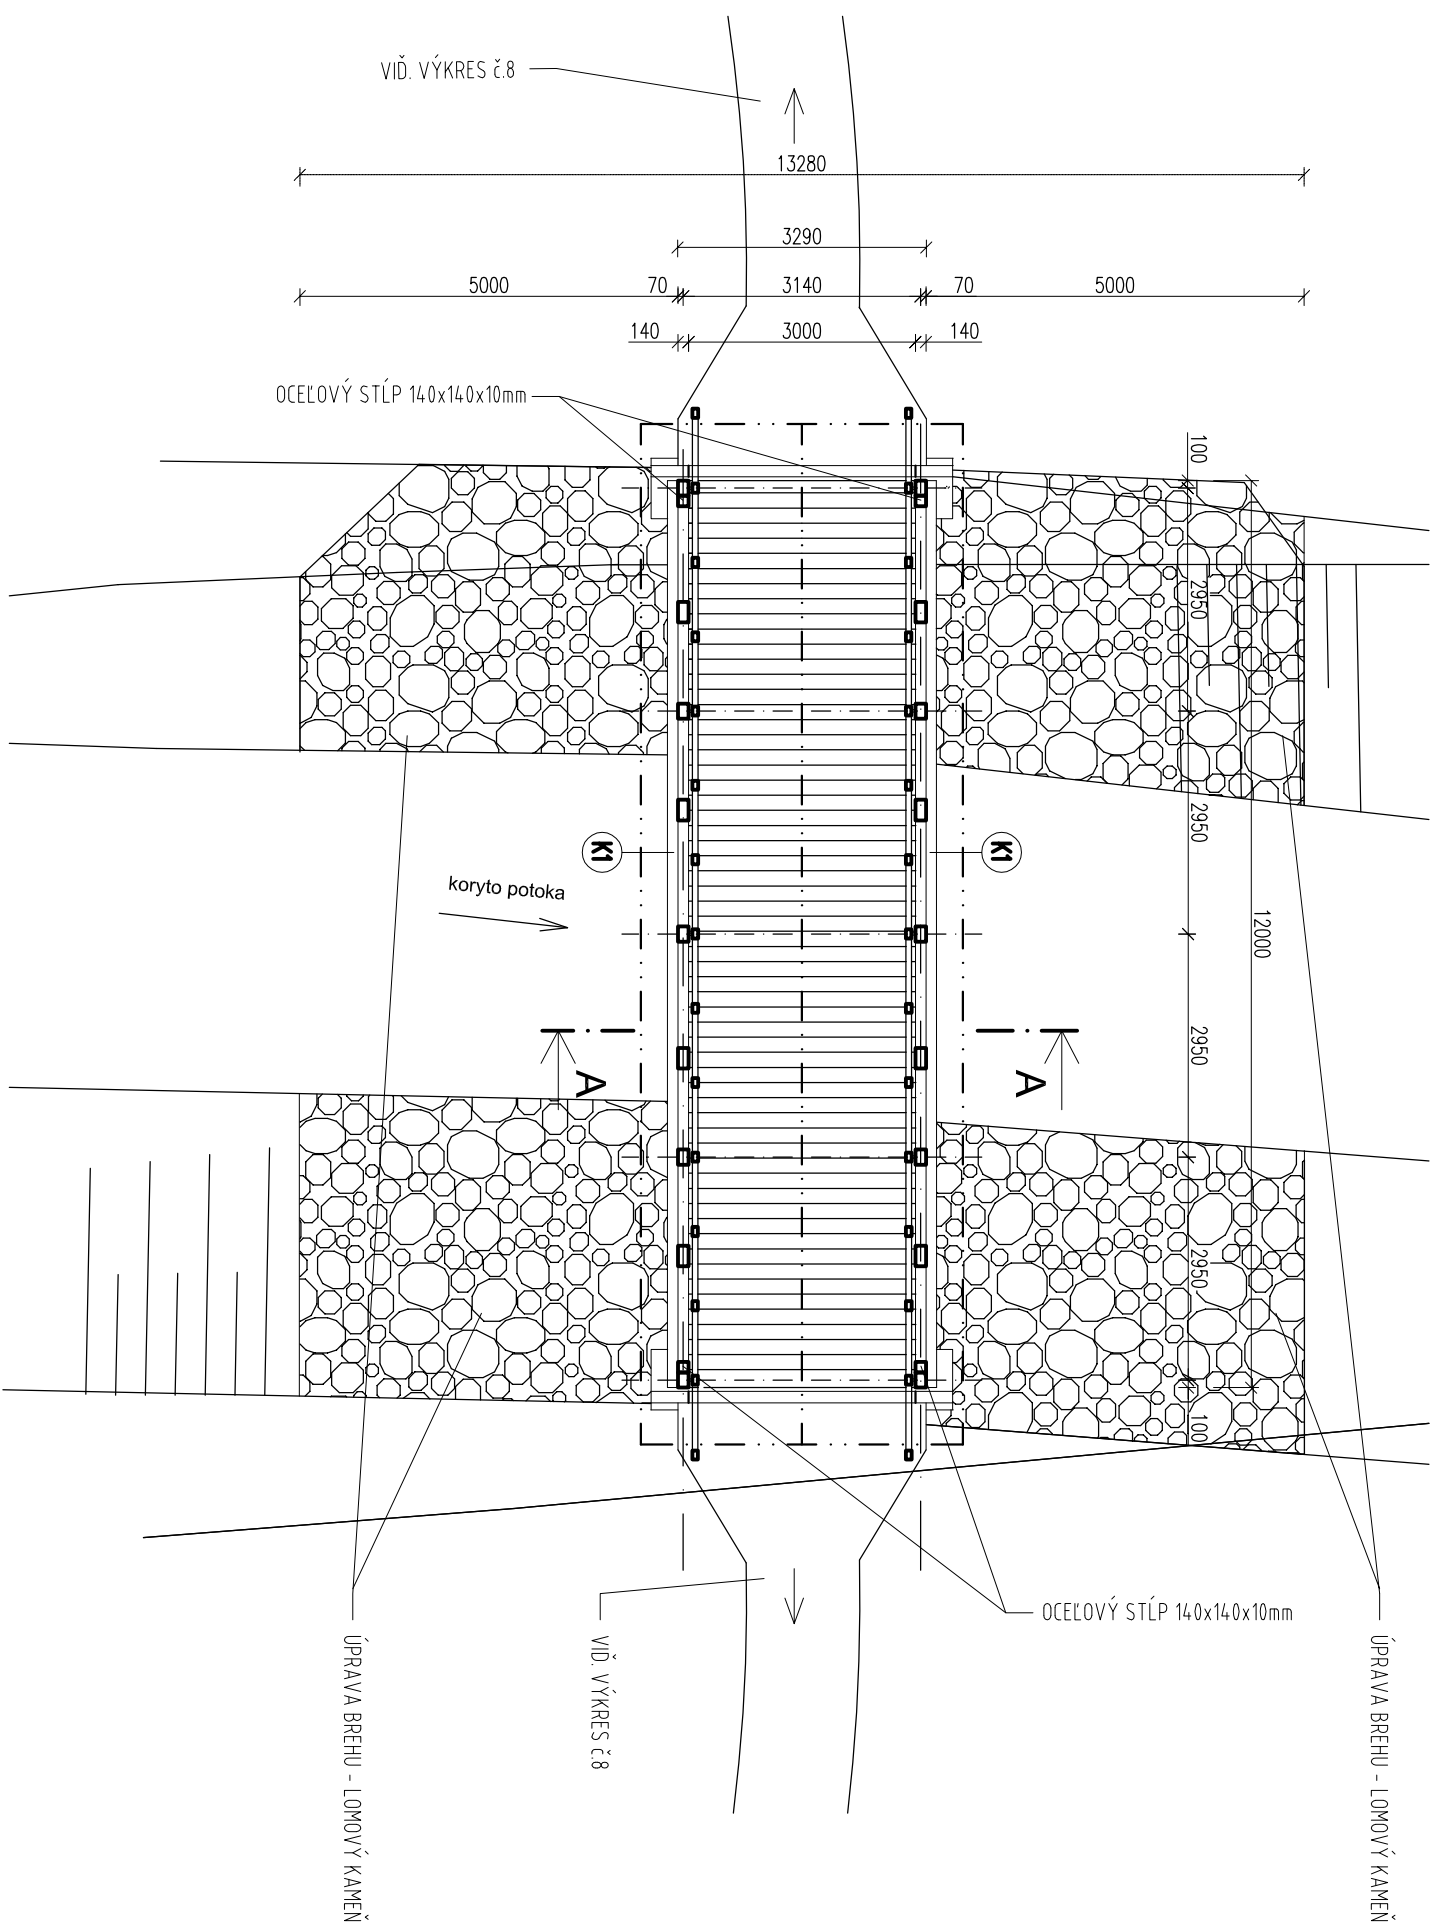 VIĎ. VÝKRES č.8
13280
3290
5000
70
3140
70
5000
140
3000
140
OCEĽOVÝ STĹP 140x140x10mm
100
2950
2950
12000
2950
2950
100
K1
K1
koryto potoka
A
A
OCEĽOVÝ STĹP 140x140x10mm
VIĎ. VÝKRES č.8
ÚPRAVA BREHU - LOMOVÝ KAMEŇ
ÚPRAVA BREHU - LOMOVÝ KAMEŇ